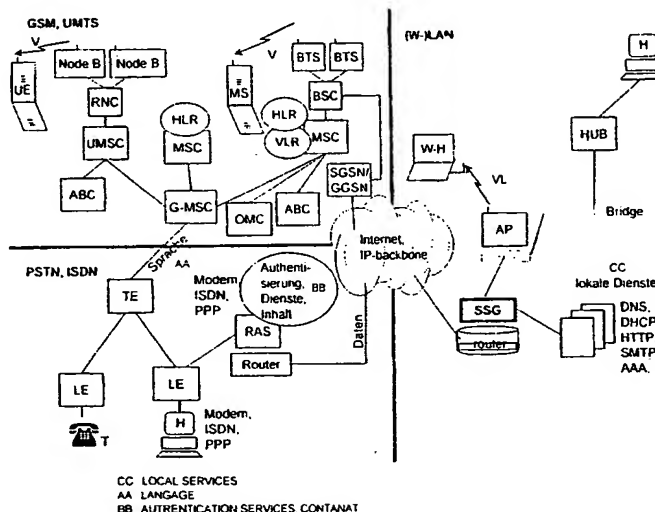 GSM, UMTS
V
Node B
Node B
UE
RNC
UMSC
ABC
HLR
MSC
G-MSC
V
BTS
BTS
MS
BSC
HLR
VLR
MSC
SGSN/
GGSN
OMC
ABC
(W-)LAN
H
HUB
W-H
VL
AP
Bridge
Internet,
IP-backbone
CC
lokale Dienste
SSG
router
DNS,
DHCP
HTTP
SMTP
AAA,
PSTN, ISDN
Sprache
AA
TE
Modem,
ISDN,
PPP
Authenti-
sierung,
Dienste,
Inhalt
BB
RAS
Router
Daten
LE
LE
T
H
Modem,
ISDN,
PPP
CC LOCAL SERVICES
AA LANGAGE
BB AUTRENTICATION SERVICES, CONTANAT